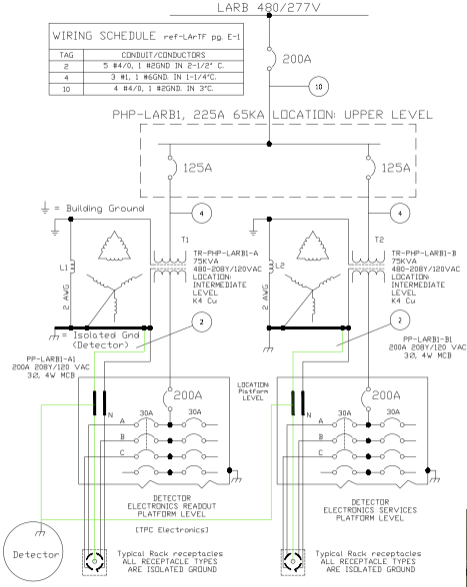 LARB 480/277V
WIRING SCHEDULE ref-LArTF pg. E-1
TAG CONDUIT/CONDUCTORS
2 5 #4/0, 1 #2GND IN 2-1/2" C.
4 3 #1, 1 #6GND. IN 1-1/4"C.
10 4 #4/0, 1 #2GND. IN 3"C.
200A
10
PHP-LARB1, 225A 65KA LOCATION: UPPER LEVEL
125A
125A
= Building Ground
4
4
T1
T2
L1
2 AWG
TR-PHP-LARB1-A
75KVA
480-208Y/120VAC
LOCATION:
INTERMEDIATE
LEVEL
K4 Cu
L2
2 AWG
TR-PHP-LARB1-B
75KVA
480-208Y/120VAC
LOCATION:
INTERMEDIATE
LEVEL
K4 Cu
2
2
= Isolated Gnd
(Detector)
PP-LARB1-A1
200A 208Y/120 VAC
3Ø, 4W MCB
PP-LARB1-B1
200A 208Y/120 VAC
3Ø, 4W MCB
LOCATION:
Platform
LEVEL
200A
N
30A 30A
A
B
C
200A
N
30A 30A
A
B
C
DETECTOR
ELECTRONICS READOUT
PLATFORM LEVEL
(TPC Electronics)
DETECTOR
ELECTRONICS SERVICES
PLATFORM LEVEL
Detector
Typical Rack receptacles
ALL RECEPTACLE TYPES
ARE ISOLATED GROUND
Typical Rack receptacles
ALL RECEPTACLE TYPES
ARE ISOLATED GROUND